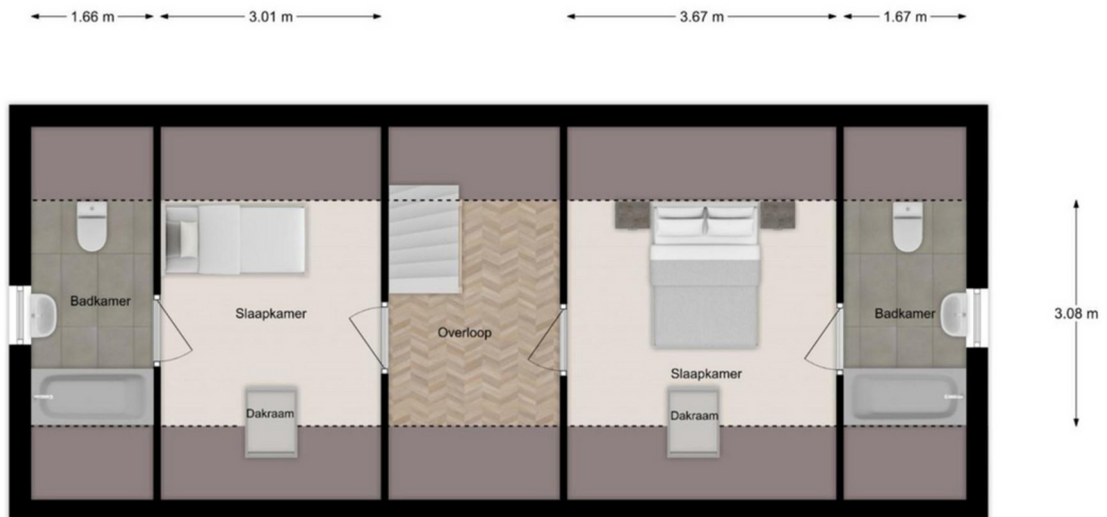 1.66 m
3.01 m
3.67 m
1.67 m
Badkamer
Slaapkamer
Overloop
Slaapkamer
Badkamer
3.08 m
Dakraam
Dakraam